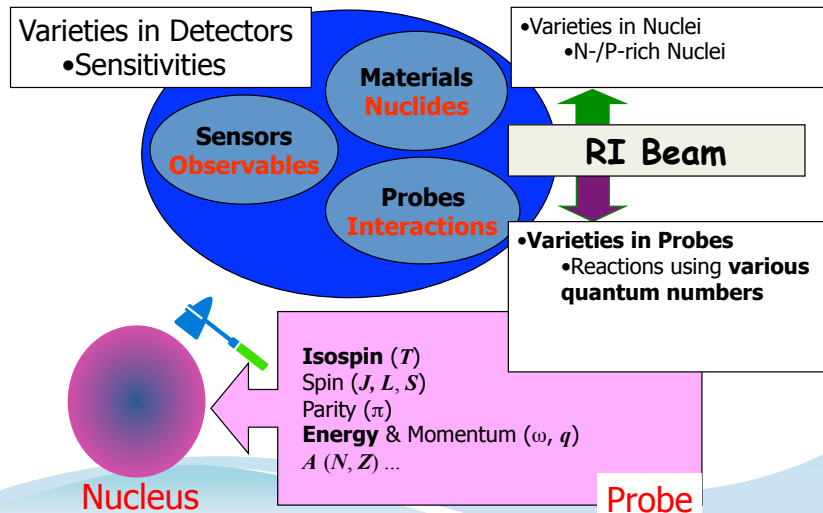 Varieties in Detectors
•Sensitivities
Materials
Nuclides
Sensors
Observables
Probes
Interactions
•Varieties in Nuclei
•N-/P-rich Nuclei
RI Beam
•Varieties in Probes
•Reactions using various
quantum numbers
Isospin (T)
Spin (J, L, S)
Parity (π)
Energy & Momentum (ω, q)
A (N, Z) ...
Nucleus
Probe